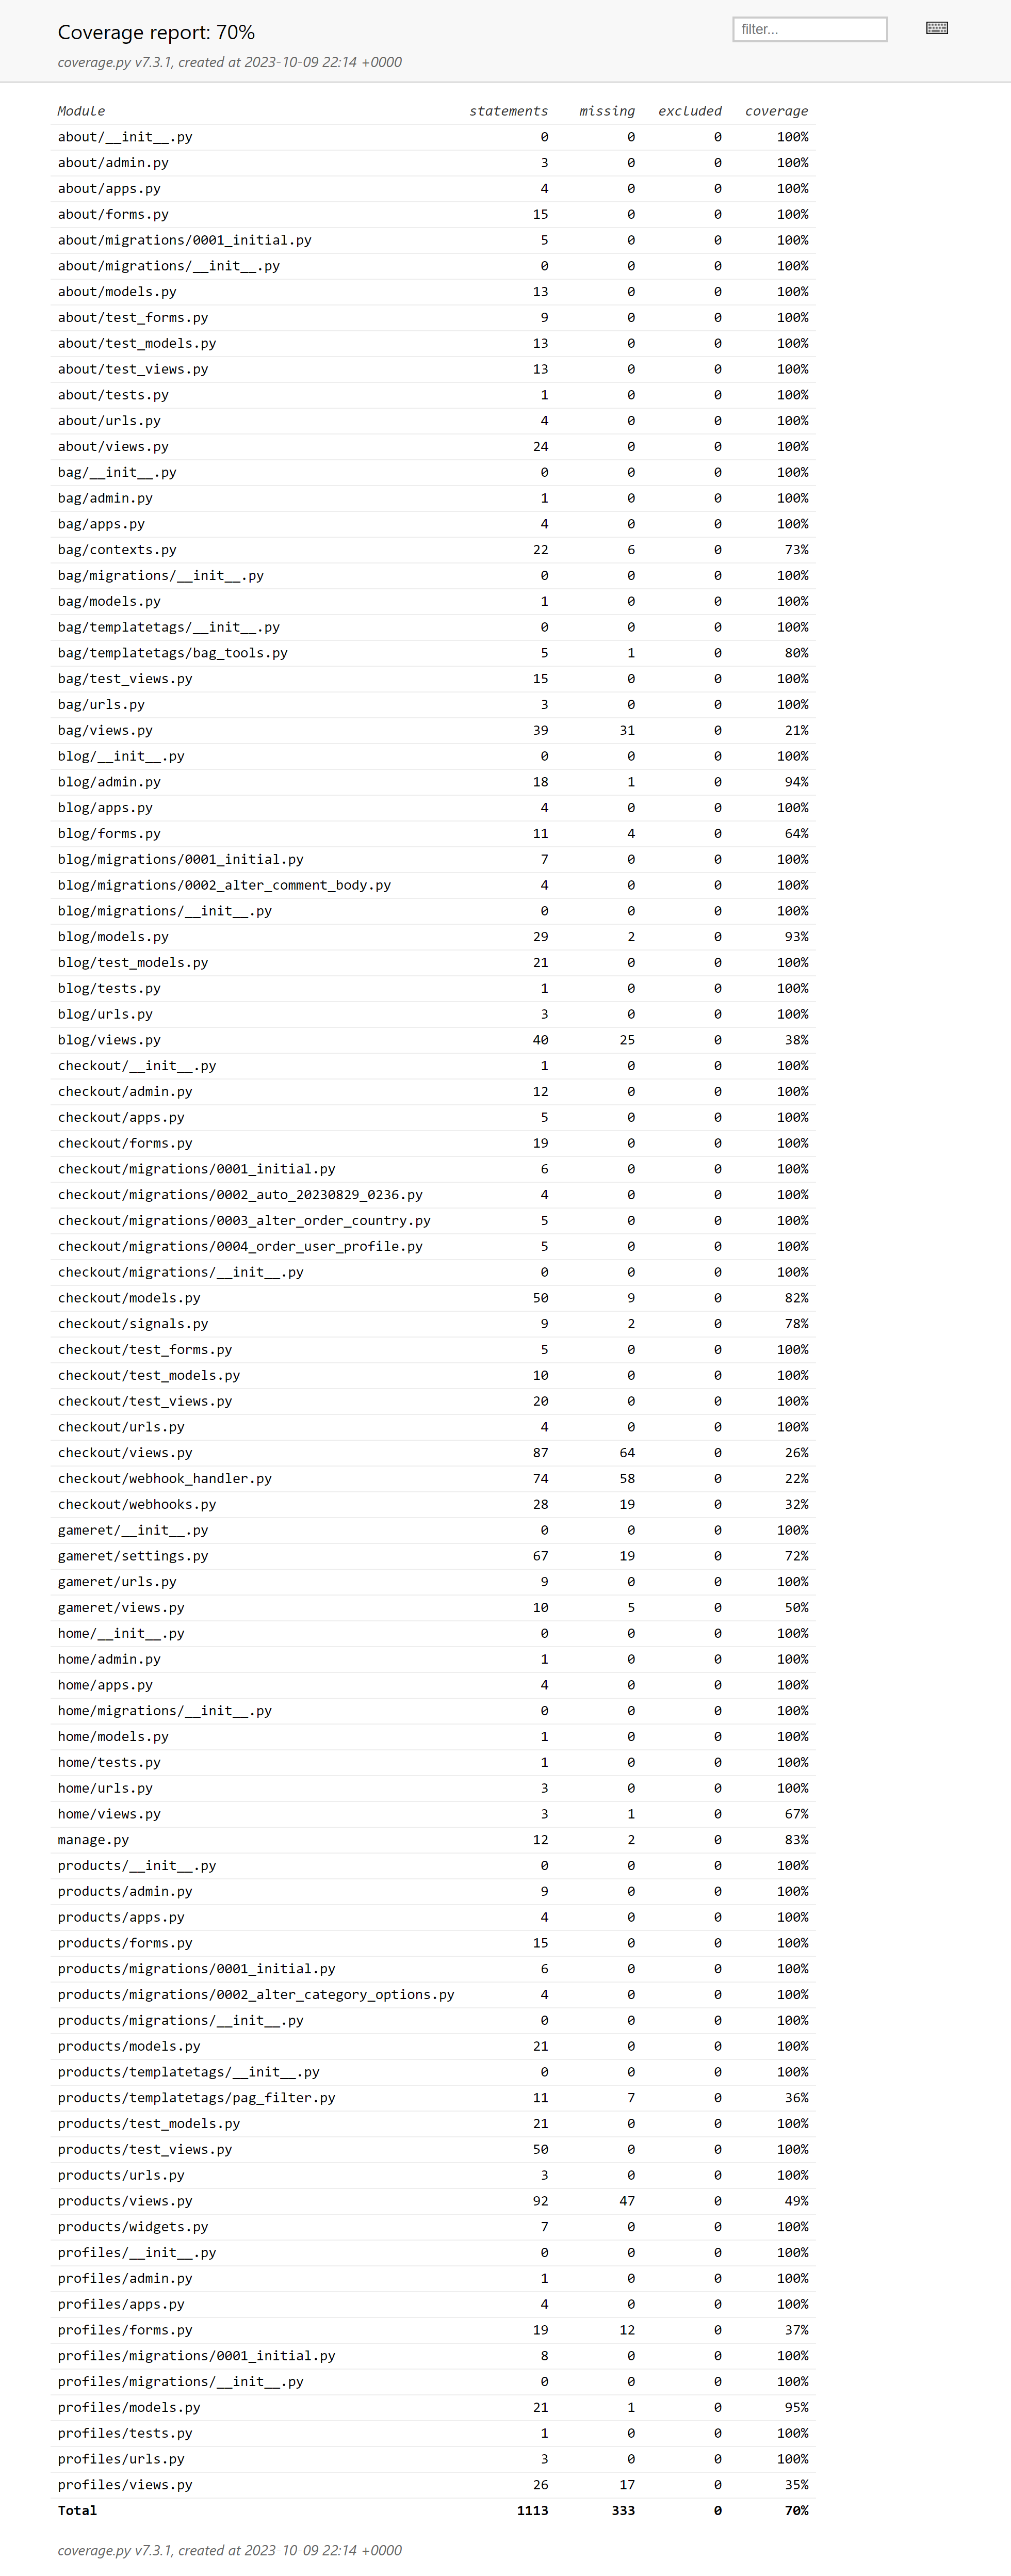 Coverage report: 70%
filter...
coverage.py v7.3.1, created at 2023-10-09 22:14 +0000
Module statements missing excluded coverage
about/__init__.py 0 0 0 100%
about/admin.py 3 0 0 100%
about/apps.py 4 0 0 100%
about/forms.py 15 0 0 100%
about/migrations/0001_initial.py 5 0 0 100%
about/migrations/__init__.py 0 0 0 100%
about/models.py 13 0 0 100%
about/test_forms.py 9 0 0 100%
about/test_models.py 13 0 0 100%
about/test_views.py 13 0 0 100%
about/tests.py 1 0 0 100%
about/urls.py 4 0 0 100%
about/views.py 24 0 0 100%
bag/__init__.py 0 0 0 100%
bag/admin.py 1 0 0 100%
bag/apps.py 4 0 0 100%
bag/contexts.py 22 6 0 73%
bag/migrations/__init__.py 0 0 0 100%
bag/models.py 1 0 0 100%
bag/templatetags/__init__.py 0 0 0 100%
bag/templatetags/bag_tools.py 5 1 0 80%
bag/test_views.py 15 0 0 100%
bag/urls.py 3 0 0 100%
bag/views.py 39 31 0 21%
blog/__init__.py 0 0 0 100%
blog/admin.py 18 1 0 94%
blog/apps.py 4 0 0 100%
blog/forms.py 11 4 0 64%
blog/migrations/0001_initial.py 7 0 0 100%
blog/migrations/0002_alter_comment_body.py 4 0 0 100%
blog/migrations/__init__.py 0 0 0 100%
blog/models.py 29 2 0 93%
blog/test_models.py 21 0 0 100%
blog/tests.py 1 0 0 100%
blog/urls.py 3 0 0 100%
blog/views.py 40 25 0 38%
checkout/__init__.py 1 0 0 100%
checkout/admin.py 12 0 0 100%
checkout/apps.py 5 0 0 100%
checkout/forms.py 19 0 0 100%
checkout/migrations/0001_initial.py 6 0 0 100%
checkout/migrations/0002_auto_20230829_0236.py 4 0 0 100%
checkout/migrations/0003_alter_order_country.py 5 0 0 100%
checkout/migrations/0004_order_user_profile.py 5 0 0 100%
checkout/migrations/__init__.py 0 0 0 100%
checkout/models.py 50 9 0 82%
checkout/signals.py 9 2 0 78%
checkout/test_forms.py 5 0 0 100%
checkout/test_models.py 10 0 0 100%
checkout/test_views.py 20 0 0 100%
checkout/urls.py 4 0 0 100%
checkout/views.py 87 64 0 26%
checkout/webhook_handler.py 74 58 0 22%
checkout/webhooks.py 28 19 0 32%
gameret/__init__.py 0 0 0 100%
gameret/settings.py 67 19 0 72%
gameret/urls.py 9 0 0 100%
gameret/views.py 10 5 0 50%
home/__init__.py 0 0 0 100%
home/admin.py 1 0 0 100%
home/apps.py 4 0 0 100%
home/migrations/__init__.py 0 0 0 100%
home/models.py 1 0 0 100%
home/tests.py 1 0 0 100%
home/urls.py 3 0 0 100%
home/views.py 3 1 0 67%
manage.py 12 2 0 83%
products/__init__.py 0 0 0 100%
products/admin.py 9 0 0 100%
products/apps.py 4 0 0 100%
products/forms.py 15 0 0 100%
products/migrations/0001_initial.py 6 0 0 100%
products/migrations/0002_alter_category_options.py 4 0 0 100%
products/migrations/__init__.py 0 0 0 100%
products/models.py 21 0 0 100%
products/templatetags/__init__.py 0 0 0 100%
products/templatetags/pag_filter.py 11 7 0 36%
products/test_models.py 21 0 0 100%
products/test_views.py 50 0 0 100%
products/urls.py 3 0 0 100%
products/views.py 92 47 0 49%
products/widgets.py 7 0 0 100%
profiles/__init__.py 0 0 0 100%
profiles/admin.py 1 0 0 100%
profiles/apps.py 4 0 0 100%
profiles/forms.py 19 12 0 37%
profiles/migrations/0001_initial.py 8 0 0 100%
profiles/migrations/__init__.py 0 0 0 100%
profiles/models.py 21 1 0 95%
profiles/tests.py 1 0 0 100%
profiles/urls.py 3 0 0 100%
profiles/views.py 26 17 0 35%
Total 1113 333 0 70%
coverage.py v7.3.1, created at 2023-10-09 22:14 +0000